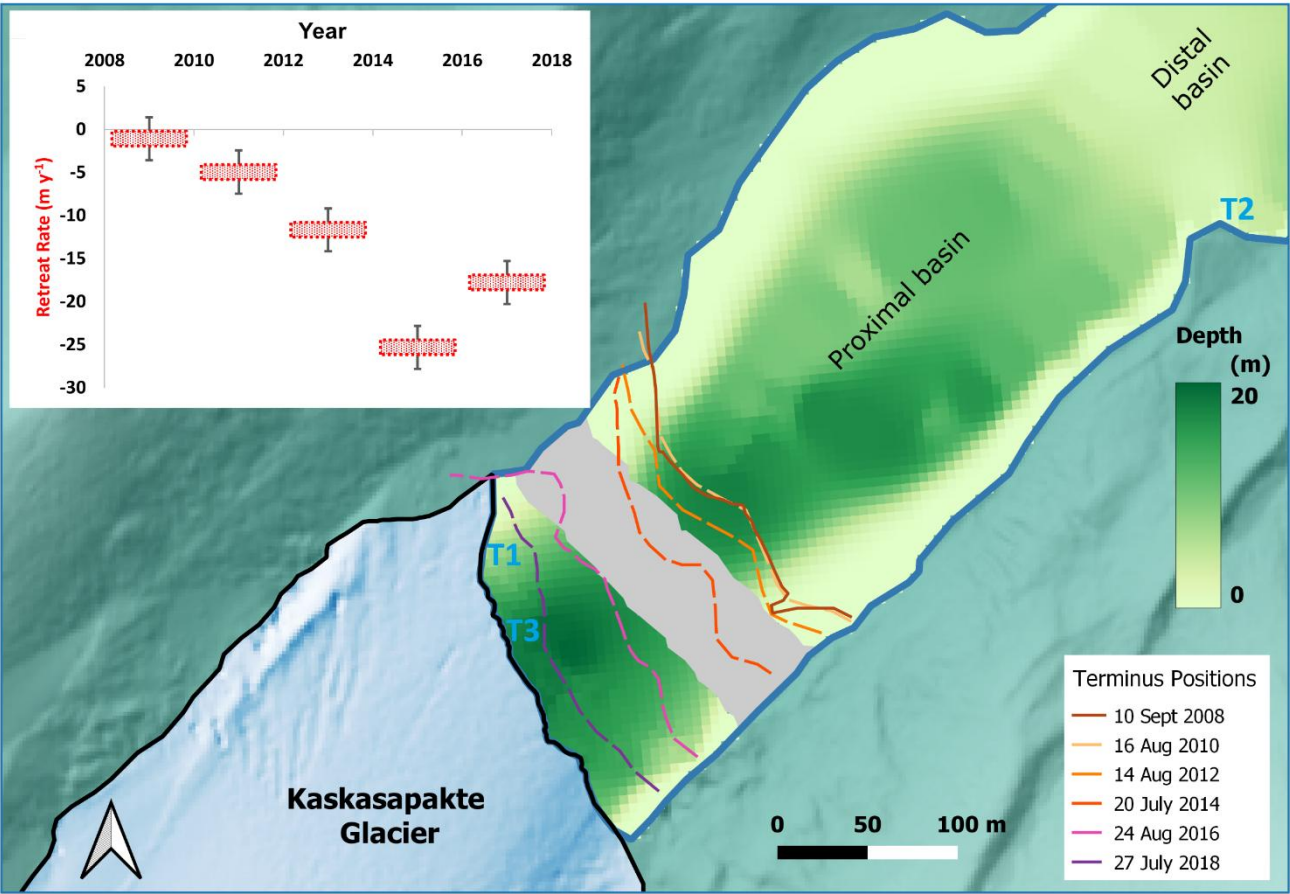 Year
2008 2010 2012 2014 2016 2018
5
0
-5
-10
-15
-20
-25
-30
Retreat Rate (m y⁻¹)
Distal
basin
T2
Proximal basin
Depth
(m)
20
0
T1
T3
Kaskasapakte
Glacier
0 50 100 m
Terminus Positions
10 Sept 2008
16 Aug 2010
14 Aug 2012
20 July 2014
24 Aug 2016
27 July 2018